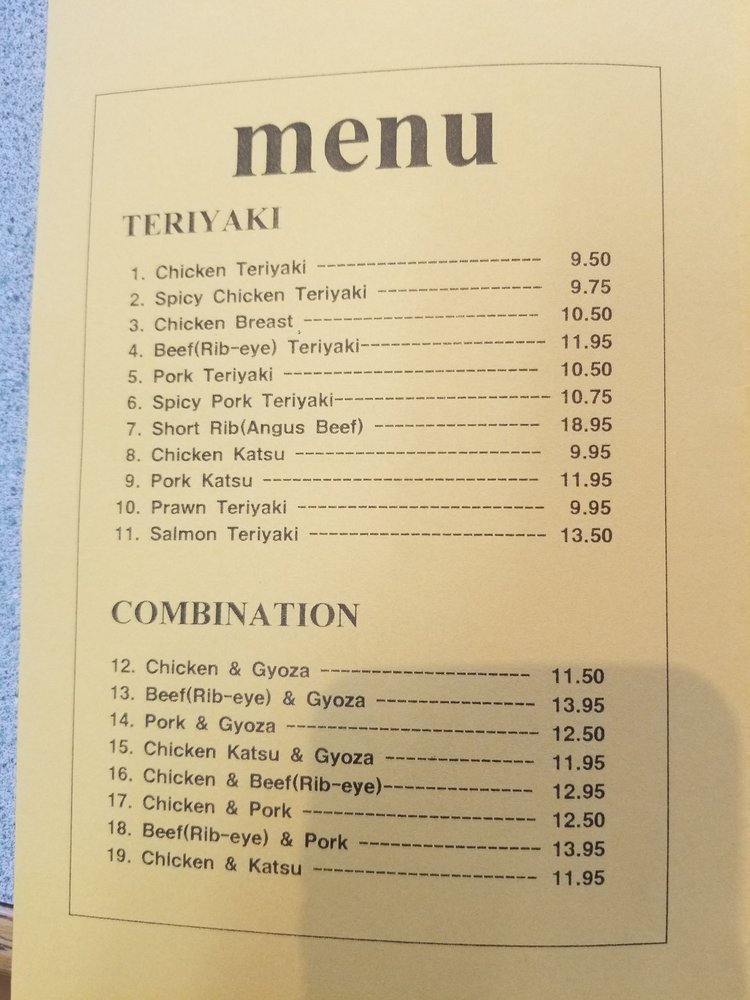 menu
TERIYAKI
1. Chicken Teriyaki ------------------------ 9.50
2. Spicy Chicken Teriyaki ----------------- 9.75
3. Chicken Breast ------------------------- 10.50
4. Beef(Rib-eye) Teriyaki------------------- 11.95
5. Pork Teriyaki --------------------------- 10.50
6. Spicy Pork Teriyaki----------------------- 10.75
7. Short Rib(Angus Beef) ----------------- 18.95
8. Chicken Katsu -------------------------- 9.95
9. Pork Katsu ----------------------------- 11.95
10. Prawn Teriyaki -------------------------- 9.95
11. Salmon Teriyaki ------------------------- 13.50
COMBINATION
12. Chicken & Gyoza ---------------------- 11.50
13. Beef(Rib-eye) & Gyoza ---------------- 13.95
14. Pork & Gyoza -------------------------- 12.50
15. Chicken Katsu & Gyoza --------------- 11.95
16. Chicken & Beef(Rib-eye)---------------- 12.95
17. Chicken & Pork ------------------------ 12.50
18. Beef(Rib-eye) & Pork ------------------- 13.95
19. Chicken & Katsu ----------------------- 11.95